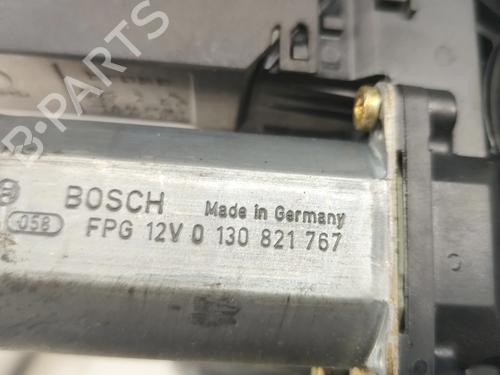 B-PARTS
BOSCH Made in Germany
058 FPG 12V 0 130 821 767